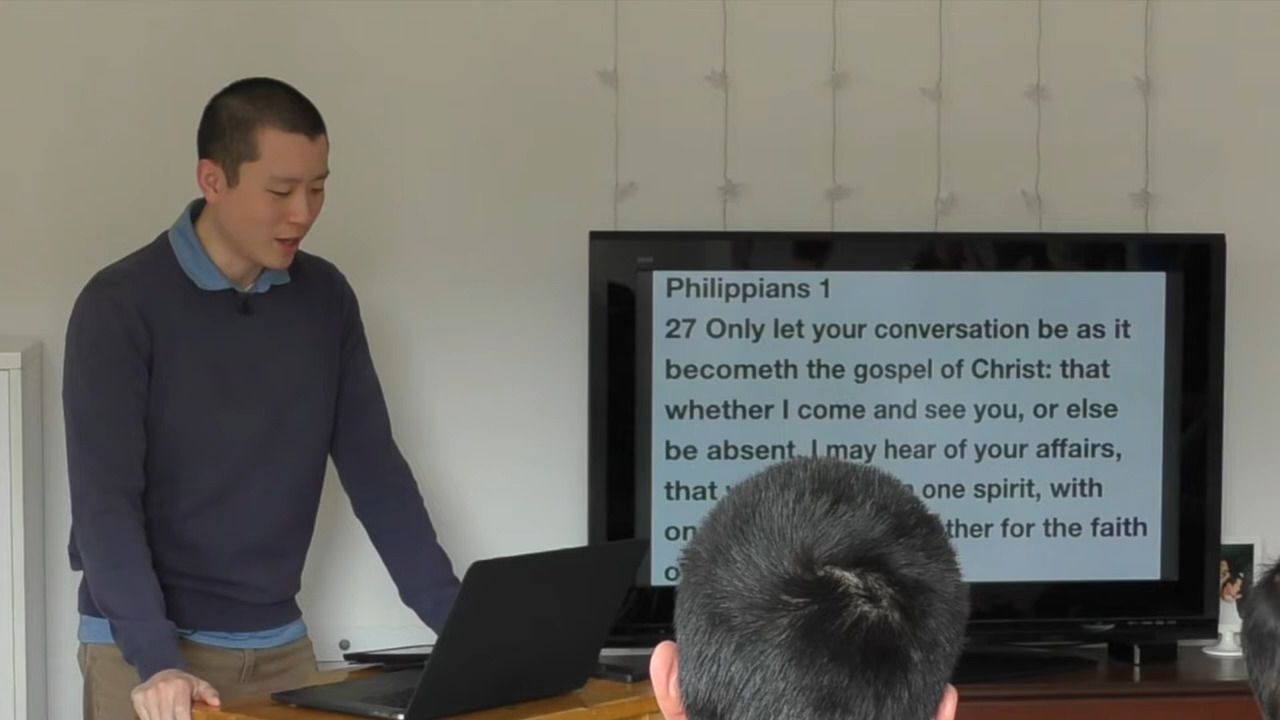 Philippians 1
27 Only let your conversation be as it
becometh the gospel of Christ: that
whether I come and see you, or else
be absent, I may hear of your affairs,
that one spirit, with
for the faith